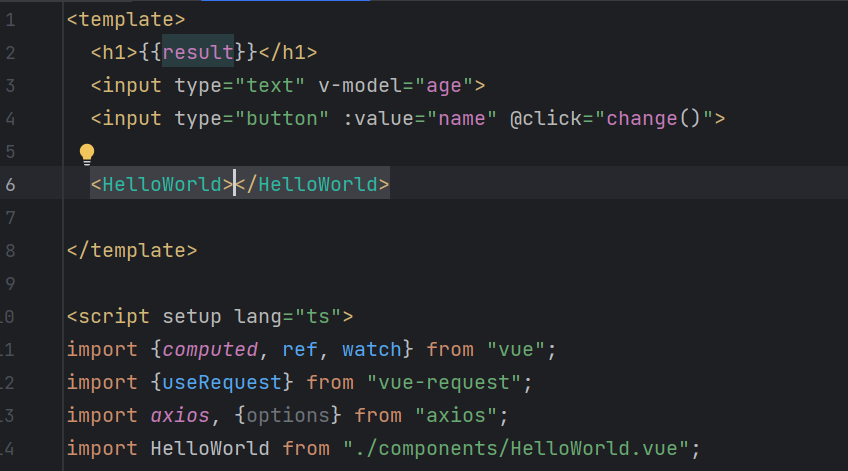 1 <template>
2 <h1>{{result}}</h1>
3 <input type="text" v-model="age">
4 <input type="button" :value="name" @click="change()">
5
6 <HelloWorld></HelloWorld>
7
8 </template>
9
10 <script setup lang="ts">
11 import {computed, ref, watch} from "vue";
12 import {useRequest} from "vue-request";
13 import axios, {options} from "axios";
14 import HelloWorld from "./components/HelloWorld.vue";